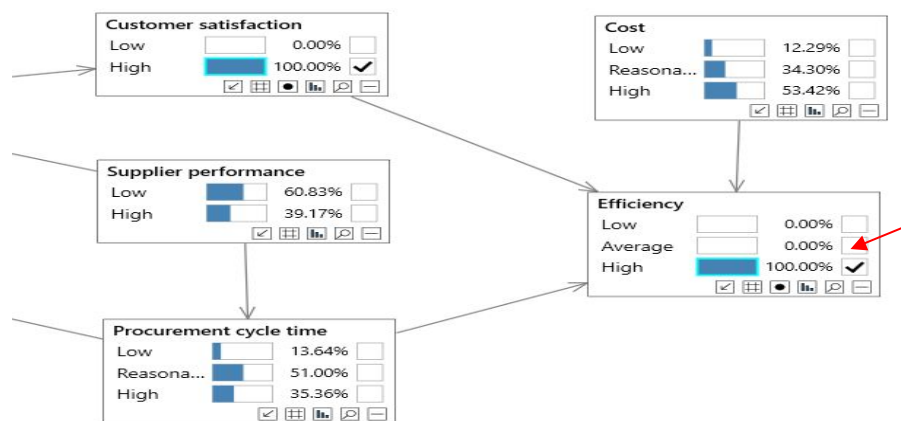 Customer satisfaction
Low 0.00%
High 100.00%
Cost
Low 12.29%
Reasona... 34.30%
High 53.42%
Supplier performance
Low 60.83%
High 39.17%
Efficiency
Low 0.00%
Average 0.00%
High 100.00%
Procurement cycle time
Low 13.64%
Reasona... 51.00%
High 35.36%